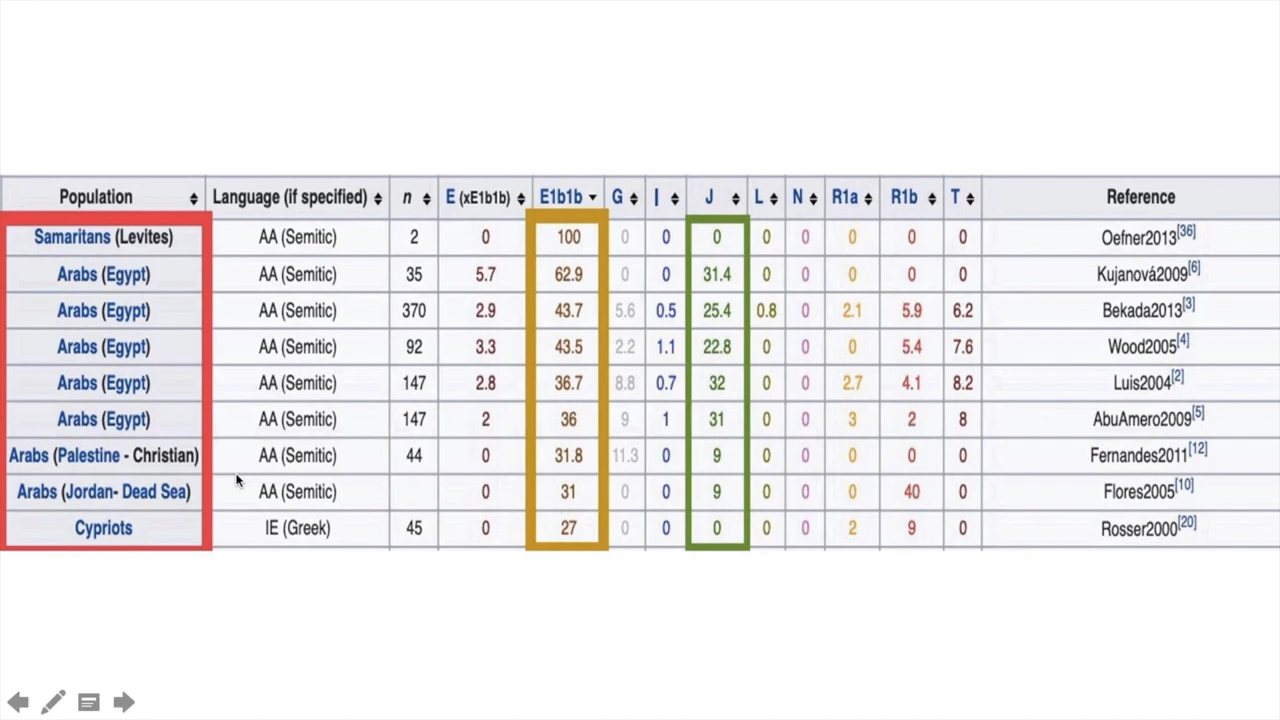 Population Language (if specified) n E (xE1b1b) E1b1b G I J L N R1a R1b T Reference
Samaritans (Levites) AA (Semitic) 2 0 100 0 0 0 0 0 0 0 0 Oefner2013[36]
Arabs (Egypt) AA (Semitic) 35 5.7 62.9 0 0 31.4 0 0 0 0 0 Kujanová2009[6]
Arabs (Egypt) AA (Semitic) 370 2.9 43.7 5.6 0.5 25.4 0.8 0 2.1 5.9 6.2 Bekada2013[3]
Arabs (Egypt) AA (Semitic) 92 3.3 43.5 2.2 1.1 22.8 0 0 0 5.4 7.6 Wood2005[4]
Arabs (Egypt) AA (Semitic) 147 2.8 36.7 8.8 0.7 32 0 0 2.7 4.1 8.2 Luis2004[2]
Arabs (Egypt) AA (Semitic) 147 2 36 9 1 31 0 0 3 2 8 AbuAmero2009[5]
Arabs (Palestine - Christian) AA (Semitic) 44 0 31.8 11.3 0 9 0 0 0 0 0 Fernandes2011[12]
Arabs (Jordan- Dead Sea) AA (Semitic) 0 31 0 0 9 0 0 0 40 0 Flores2005[10]
Cypriots IE (Greek) 45 0 27 0 0 0 0 0 2 9 0 Rosser2000[20]